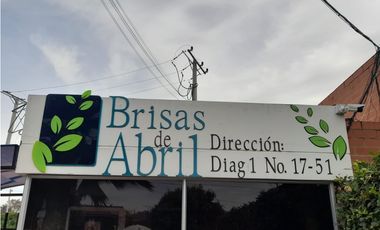 Brisas
de
Abril
Dirección:
Diag 1 No. 17-51